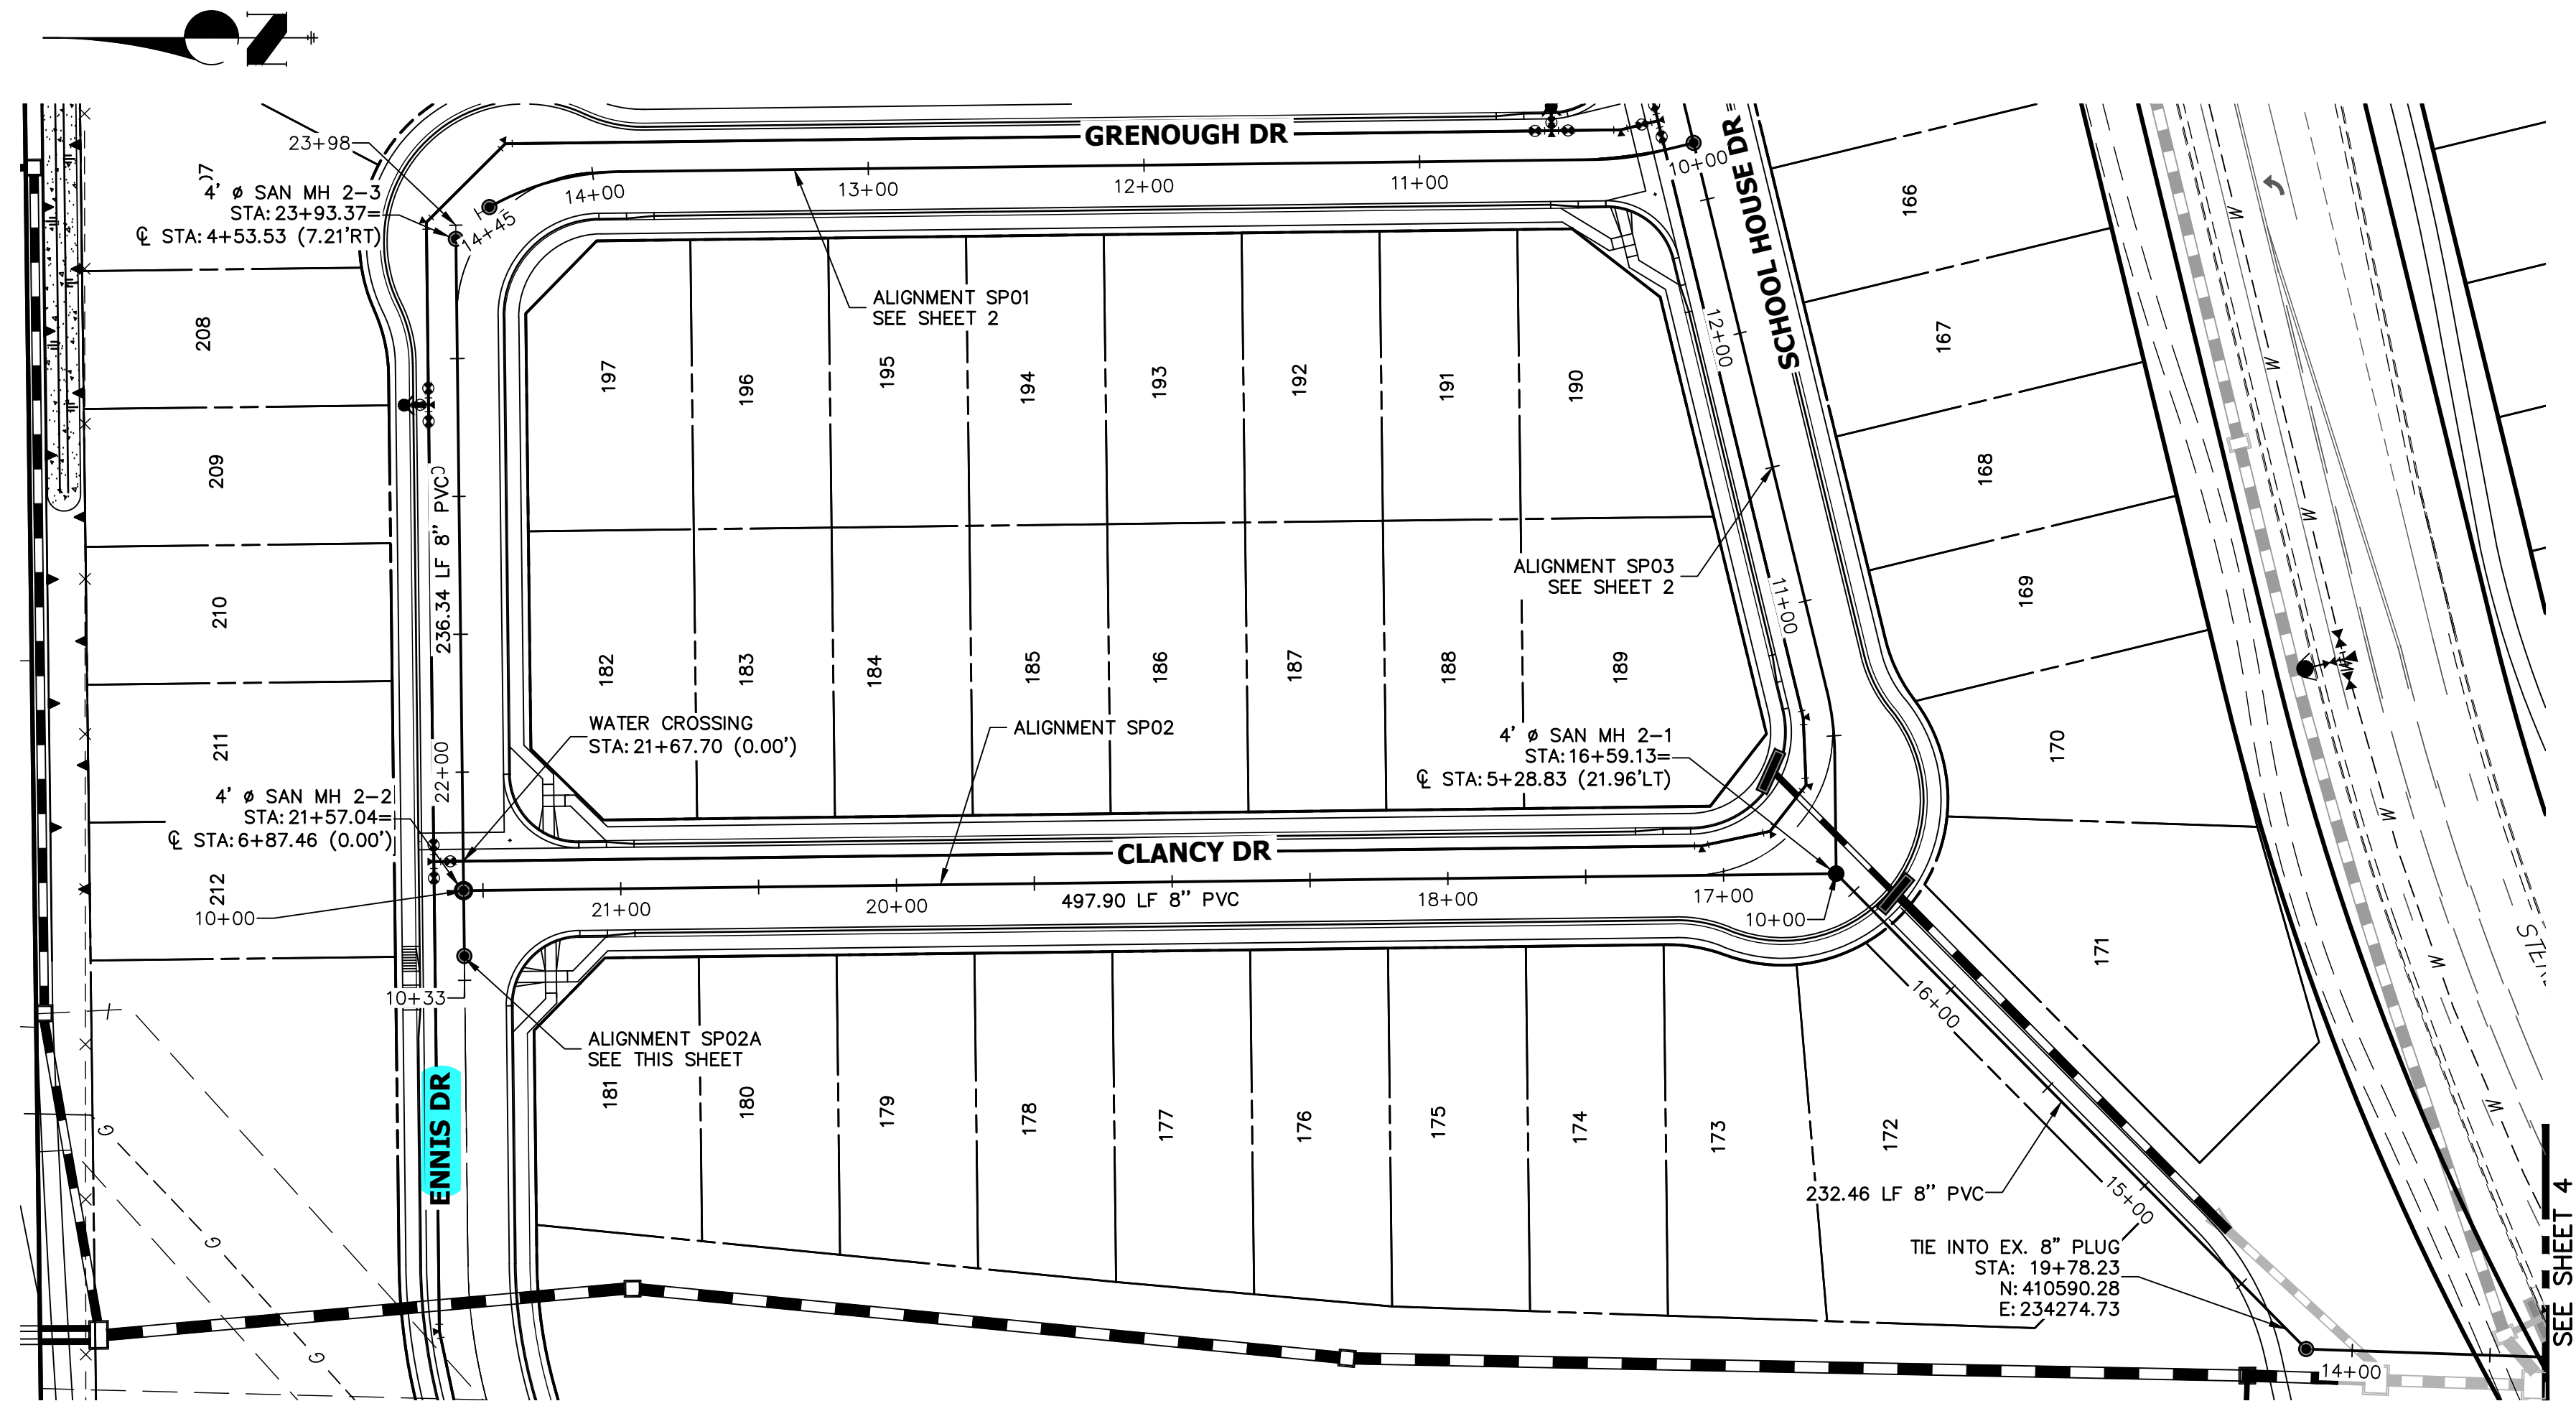 N
GRENOUGH DR
SCHOOL HOUSE DR
23+98
4' ø SAN MH 2-3
STA: 23+93.37=
℄ STA: 4+53.53 (7.21'RT)
14+45
14+00
13+00
12+00
11+00
10+00
ALIGNMENT SP01
SEE SHEET 2
208
209
210
211
212
197
196
195
194
193
192
191
190
12+00
11+00
166
167
168
169
170
171
236.34 LF 8" PVC
ALIGNMENT SP03
SEE SHEET 2
182
183
184
185
186
187
188
189
WATER CROSSING
STA: 21+67.70 (0.00')
ALIGNMENT SP02
4' ø SAN MH 2-1
STA: 16+59.13=
℄ STA: 5+28.83 (21.96'LT)
22+00
4' ø SAN MH 2-2
STA: 21+57.04=
℄ STA: 6+87.46 (0.00')
CLANCY DR
10+00
21+00
20+00
497.90 LF 8" PVC
18+00
17+00
10+00
10+33
ALIGNMENT SP02A
SEE THIS SHEET
ENNIS DR
181
180
179
178
177
176
175
174
173
172
16+00
15+00
232.46 LF 8" PVC
TIE INTO EX. 8" PLUG
STA: 19+78.23
N: 410590.28
E: 234274.73
14+00
SEE SHEET 4
W
W
W
W
W
W
G
G
G